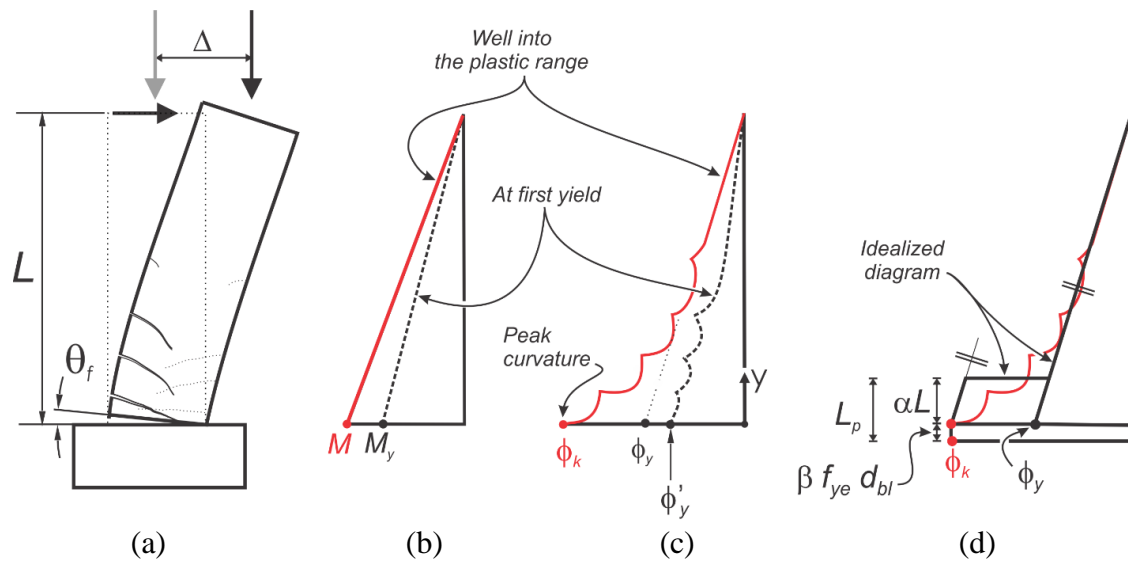 Δ
L
θf
(a)
Well into
the plastic range
At first yield
M
My
(b)
Peak
curvature
y
ϕk
ϕy
ϕ'y
(c)
Idealized
diagram
Lp
αL
ϕk
ϕy
β fye dbl
(d)